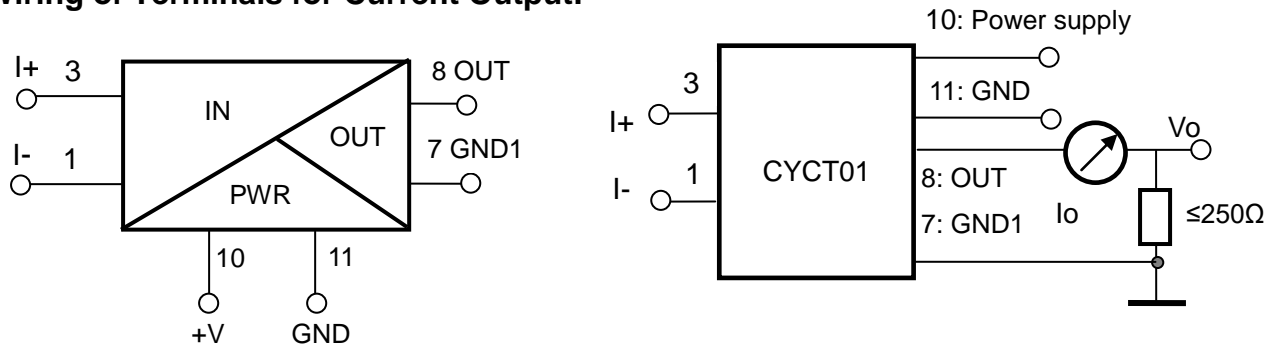 Wiring of Terminals for Current Output:
I+ 3
IN
8 OUT
I- 1
OUT
7 GND1
PWR
10
11
+V
GND
10: Power supply
3
I+
11: GND
Vo
1
I-
CYCT01
8: OUT
Io
≤250Ω
7: GND1